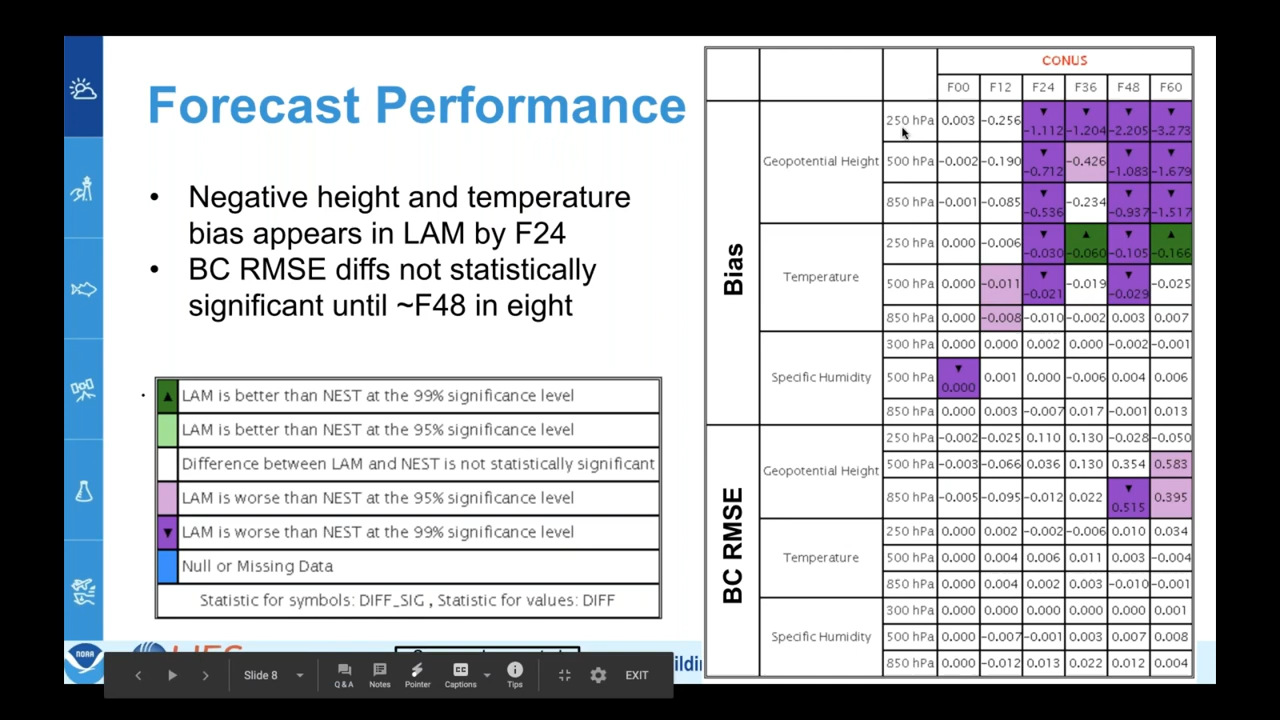 Forecast Performance
• Negative height and temperature
bias appears in LAM by F24
• BC RMSE diffs not statistically
significant until ~F48 in eight
▲ LAM is better than NEST at the 99% significance level
LAM is better than NEST at the 95% significance level
Difference between LAM and NEST is not statistically significant
LAM is worse than NEST at the 95% significance level
▼ LAM is worse than NEST at the 99% significance level
Null or Missing Data
Statistic for symbols: DIFF_SIG , Statistic for values: DIFF
CONUS
F00 F12 F24 F36 F48 F60
Bias
Geopotential Height
250 hPa 0.003 -0.256 ▼ -1.112 ▼ -1.204 ▼ -2.205 ▼ -3.273
500 hPa -0.002 -0.190 ▼ -0.712 -0.426 ▼ -1.083 ▼ -1.679
850 hPa -0.001 -0.085 ▼ -0.536 -0.234 ▼ -0.937 ▼ -1.517
Temperature
250 hPa 0.000 -0.006 ▼ -0.030 ▲ -0.060 ▼ -0.105 ▲ -0.166
500 hPa 0.000 -0.011 ▼ -0.021 -0.019 ▼ -0.029 -0.025
850 hPa 0.000 -0.008 -0.010 -0.002 0.003 0.007
Specific Humidity
300 hPa 0.000 0.000 0.002 0.000 -0.002 -0.001
500 hPa ▼ 0.000 0.001 0.000 -0.006 0.004 0.006
850 hPa 0.000 0.003 -0.007 0.017 -0.001 0.013
BC RMSE
Geopotential Height
250 hPa -0.002 -0.025 0.110 0.130 -0.028 -0.050
500 hPa -0.003 -0.066 0.036 0.130 0.354 0.583
850 hPa -0.005 -0.095 -0.012 0.022 ▼ 0.515 0.395
Temperature
250 hPa 0.000 0.002 -0.002 -0.006 0.010 0.034
500 hPa 0.000 0.004 0.006 0.011 0.003 -0.004
850 hPa 0.000 0.004 0.002 0.003 -0.010 -0.001
Specific Humidity
300 hPa 0.000 0.000 0.000 0.000 0.000 0.001
500 hPa 0.000 -0.007 -0.001 0.003 0.007 0.008
850 hPa 0.000 -0.012 0.013 0.022 0.012 0.004
NOAA
Slide 8
Q & A Notes Pointer Captions Tips EXIT